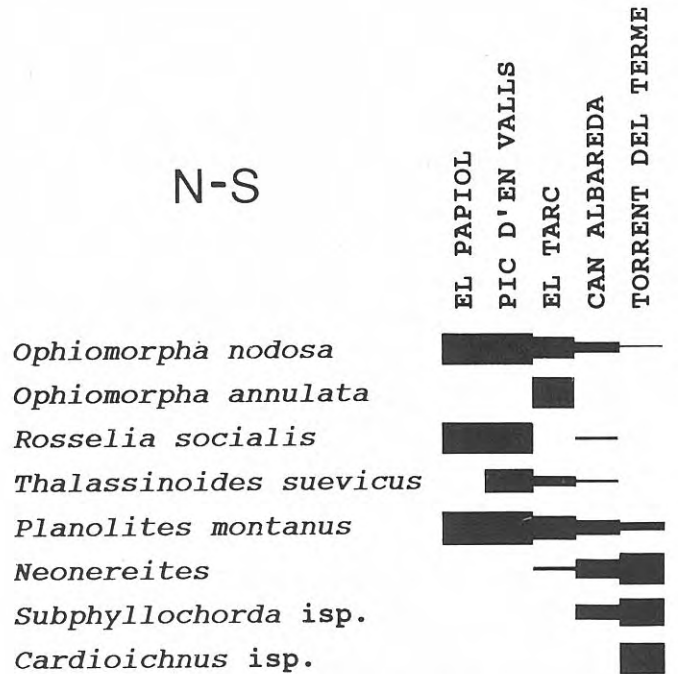 N-S
EL PAPIOL
PIC D'EN VALLS
EL TARC
CAN ALBAREDA
TORRENT DEL TERME
Ophiomorpha nodosa
Ophiomorpha annulata
Rosselia socialis
Thalassinoides suevicus
Planolites montanus
Neonereites
Subphyllochorda isp.
Cardioichnus isp.